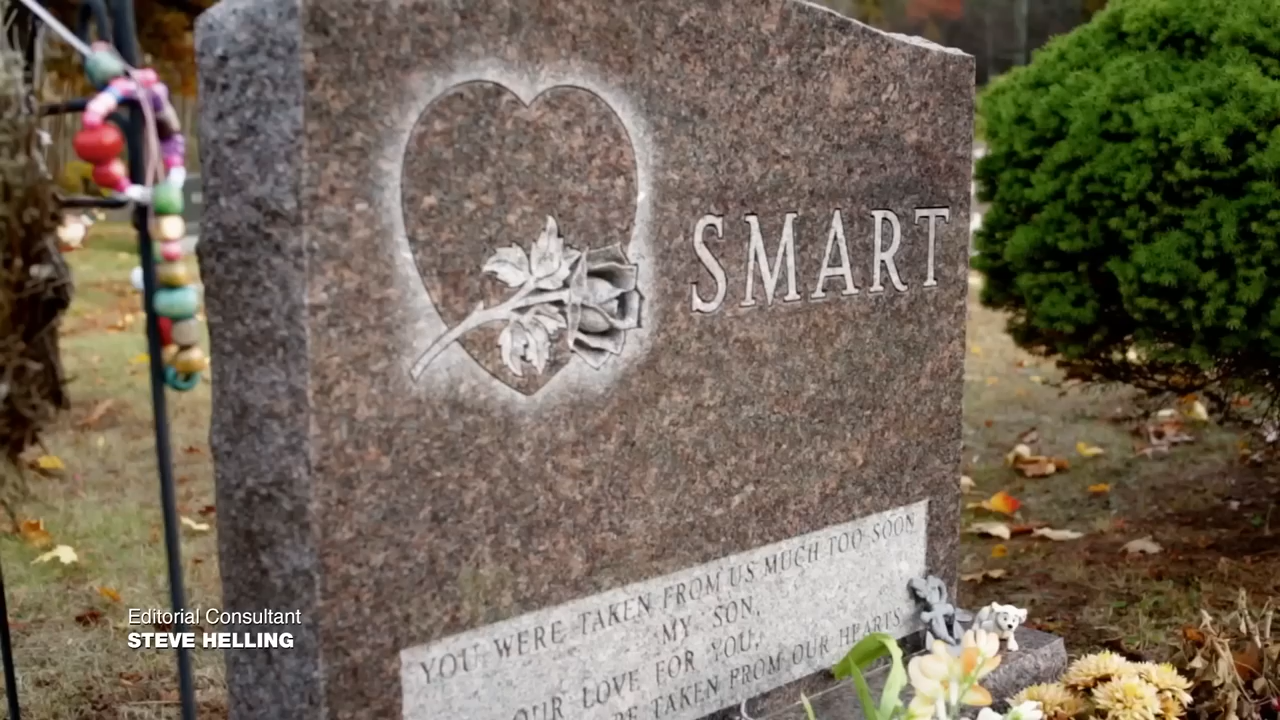 SMART
YOU WERE TAKEN FROM US MUCH TOO SOON
MY SON,
OUR LOVE FOR YOU,
TAKEN FROM OUR HEARTS
Editorial Consultant
STEVE HELLING